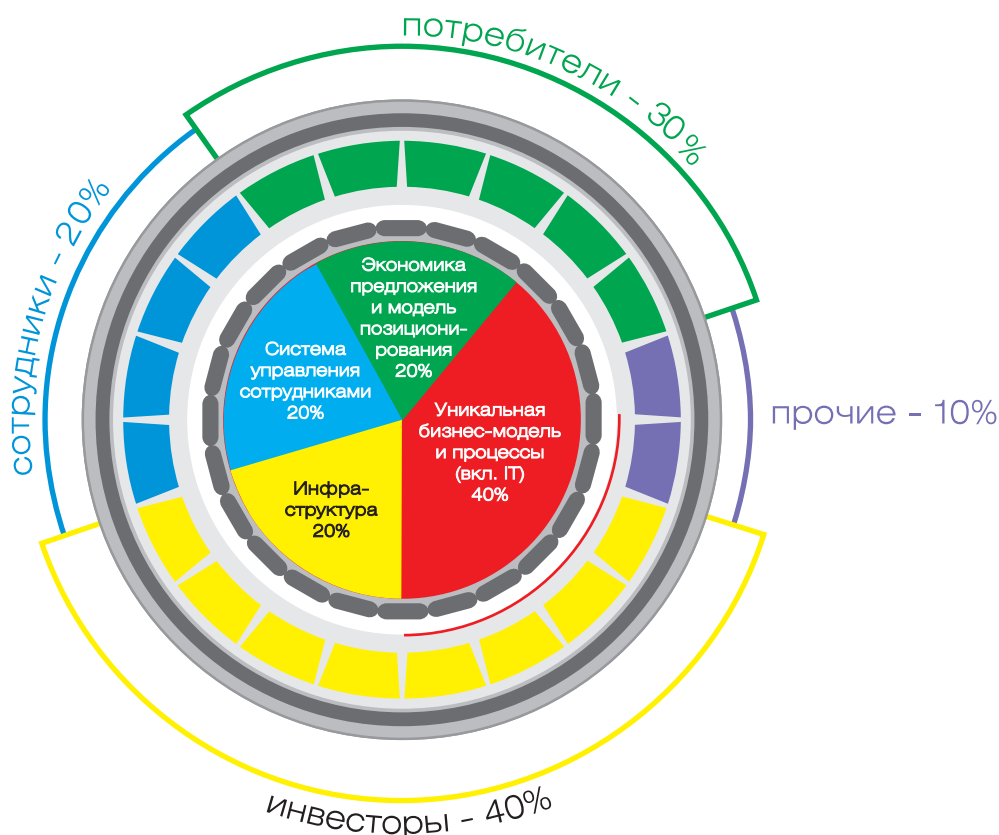 потребители - 30%
сотрудники - 20%
Экономика
предложения
и модель
позициони-
рования
20%
Система
управления
сотрудниками
20%
Уникальная
бизнес-модель
и процессы
(вкл. IT)
40%
прочие - 10%
Инфра-
структура
20%
инвесторы - 40%